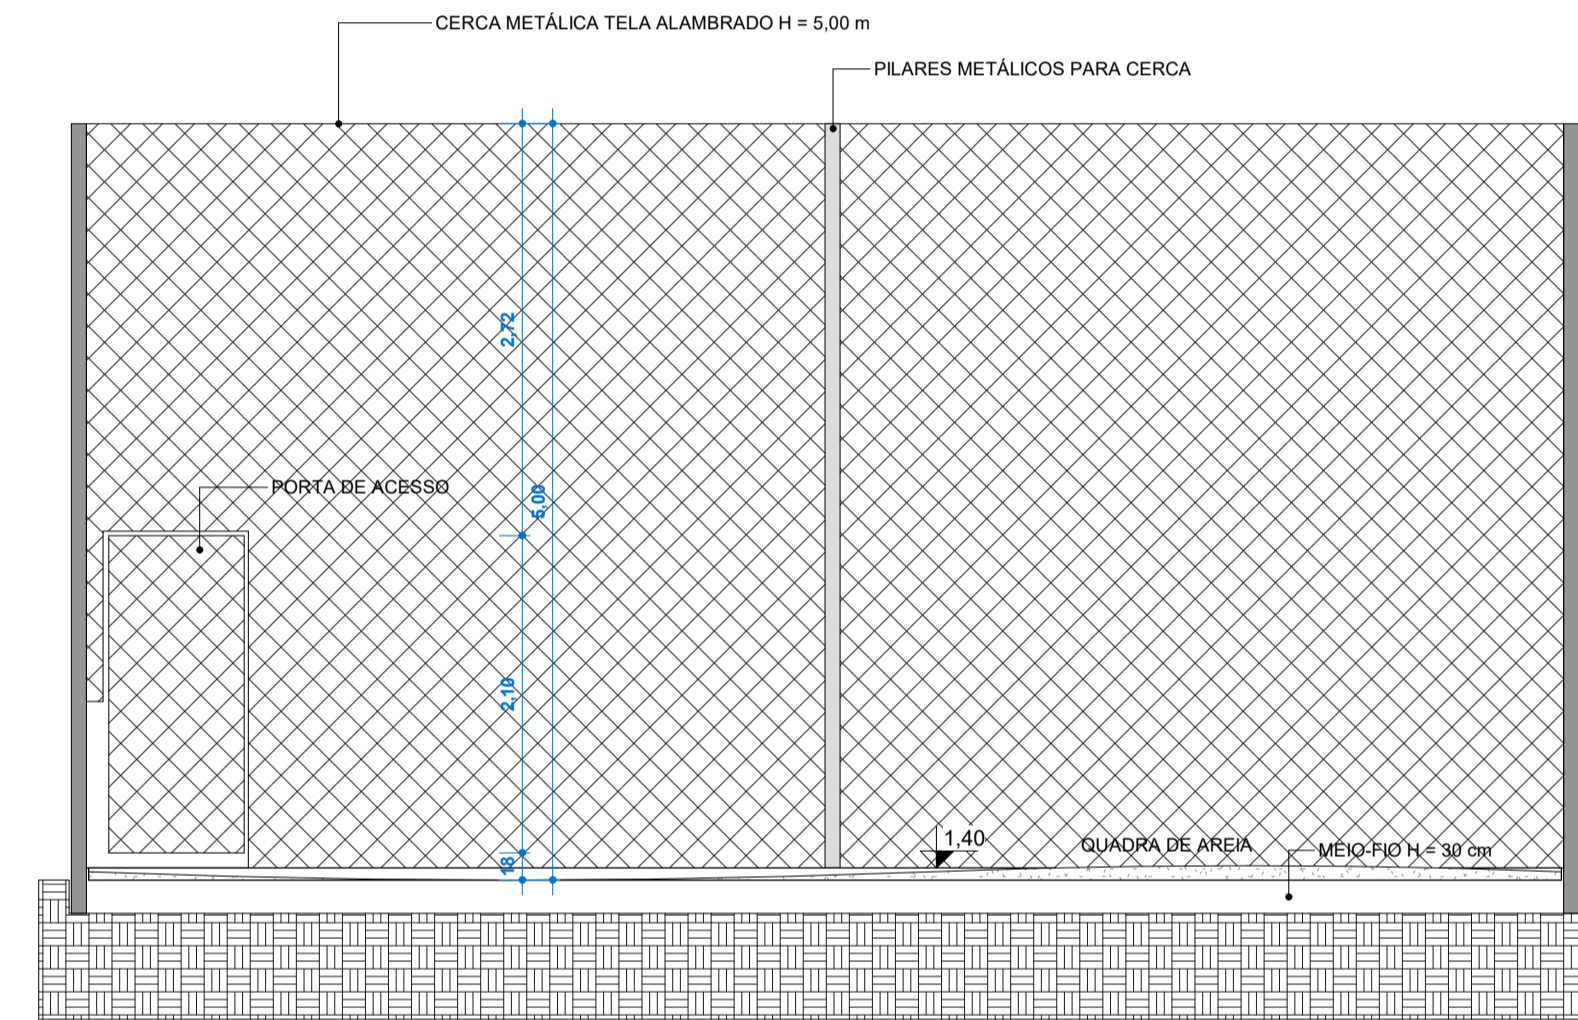 CERCA METÁLICA TELA ALAMBRADO H = 5,00 m
PILARES METÁLICOS PARA CERCA
2,72
PORTA DE ACESSO
5,00
2,10
1,40
QUADRA DE AREIA
MEIO-FIO H = 30 cm
18